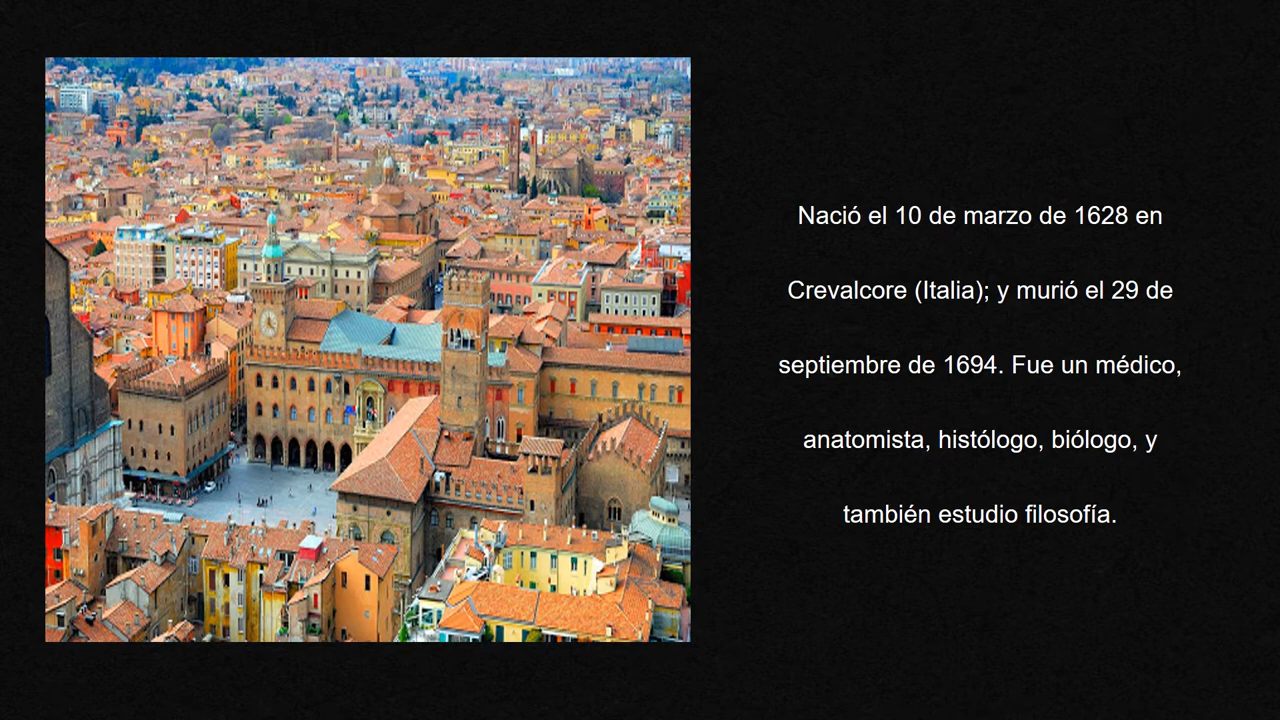 Nació el 10 de marzo de 1628 en
Crevalcore (Italia); y murió el 29 de
septiembre de 1694. Fue un médico,
anatomista, histólogo, biólogo, y
también estudio filosofía.